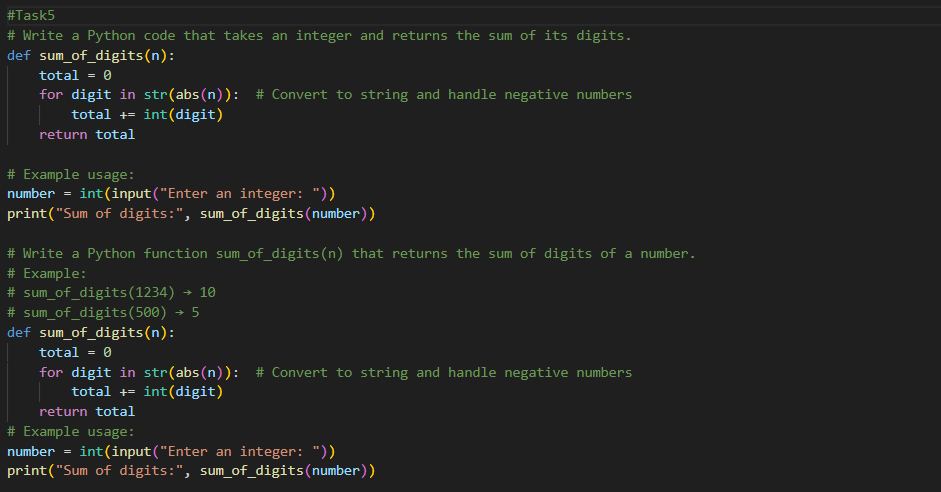 #Task5
# Write a Python code that takes an integer and returns the sum of its digits.
def sum_of_digits(n):
    total = 0
    for digit in str(abs(n)):  # Convert to string and handle negative numbers
        total += int(digit)
    return total

# Example usage:
number = int(input("Enter an integer: "))
print("Sum of digits:", sum_of_digits(number))

# Write a Python function sum_of_digits(n) that returns the sum of digits of a number.
# Example:
# sum_of_digits(1234) → 10
# sum_of_digits(500) → 5
def sum_of_digits(n):
    total = 0
    for digit in str(abs(n)):  # Convert to string and handle negative numbers
        total += int(digit)
    return total
# Example usage:
number = int(input("Enter an integer: "))
print("Sum of digits:", sum_of_digits(number))